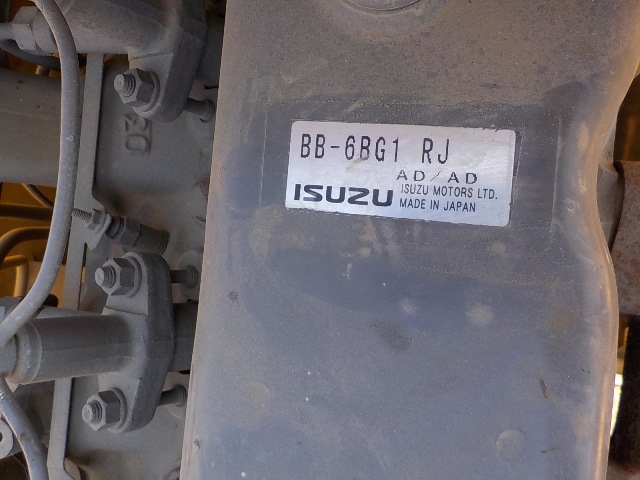 BB-6BG1 RJ
AD/AD
ISUZU
ISUZU MOTORS LTD.
MADE IN JAPAN